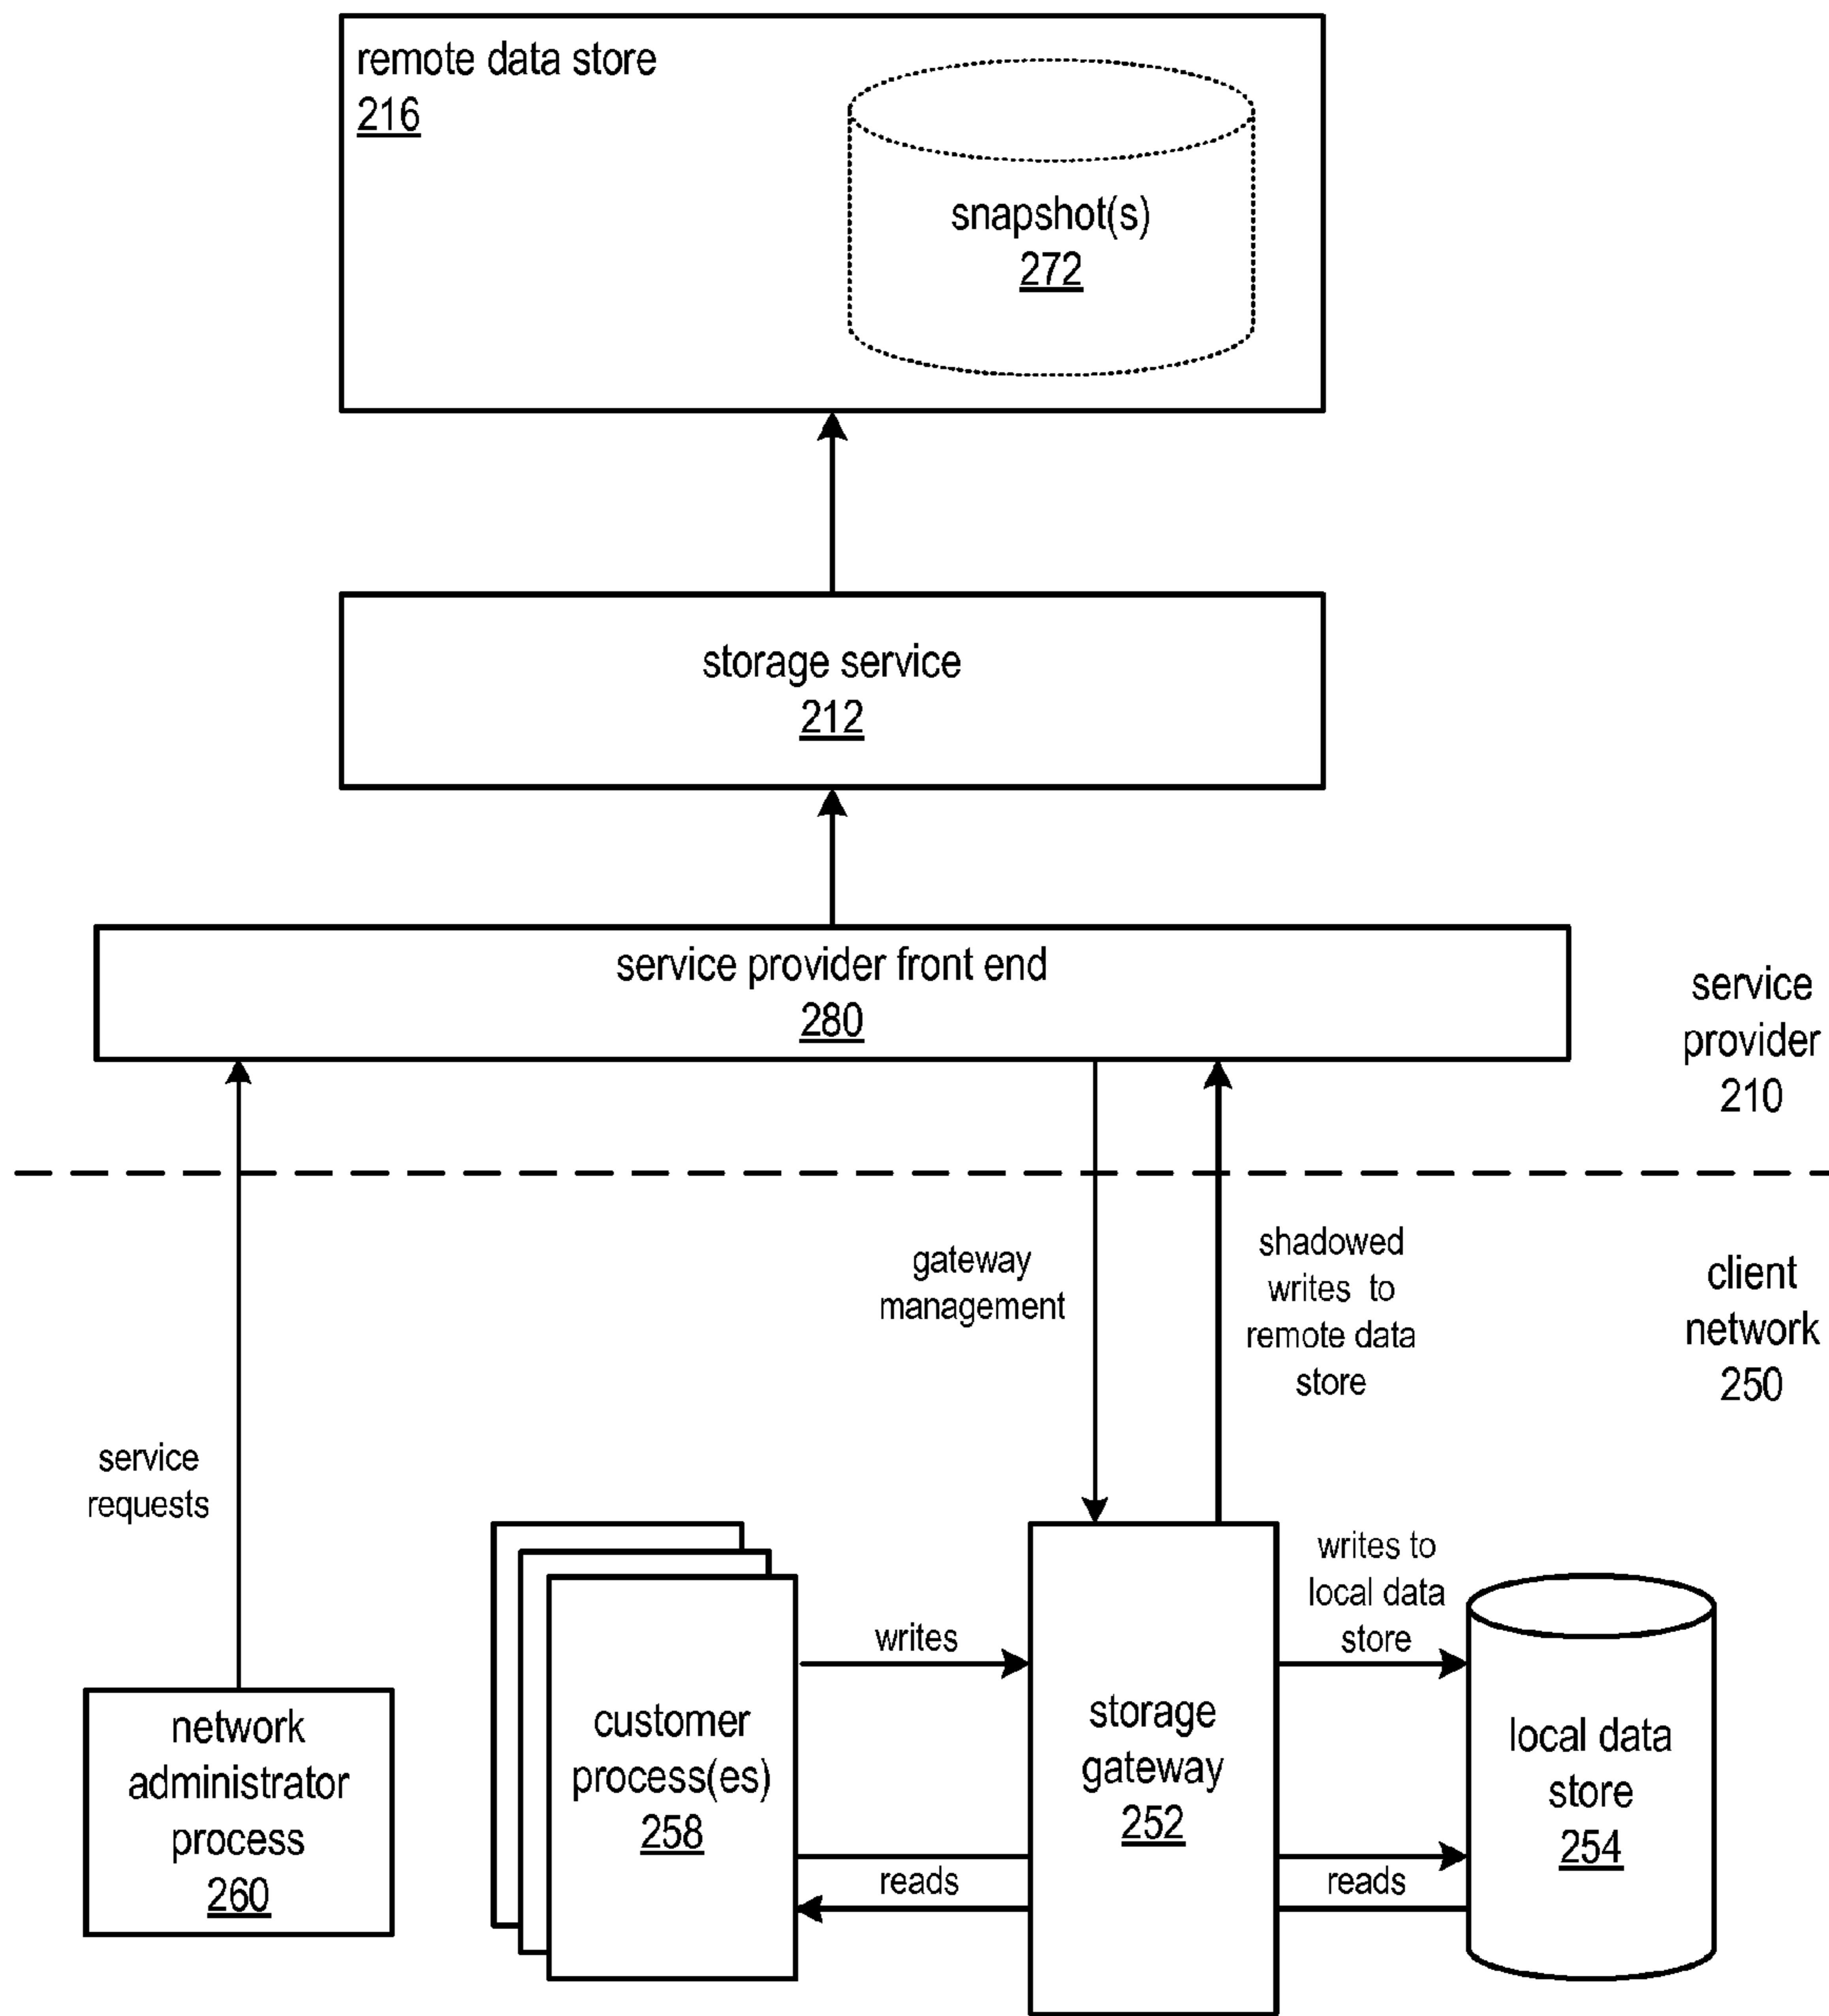 remote data store
216
snapshot(s)
272
storage service
212
service provider front end
280
service
provider
210
gateway
management
shadowed
writes to
remote data
store
client
network
250
service
requests
writes to
local data
store
writes
network
administrator
process
260
customer
process(es)
258
storage
gateway
252
local data
store
254
reads
reads